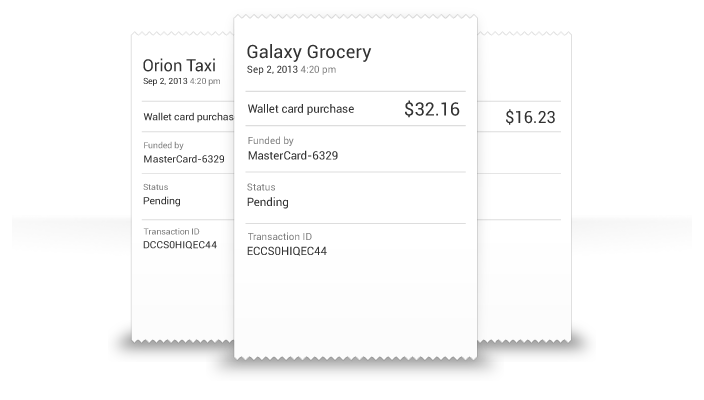 Orion Taxi
Sep 2, 2013 4:20 pm
Wallet card purchas
Funded by
MasterCard-6329
Status
Pending
Transaction ID
DCCS0HIQEC44
Galaxy Grocery
Sep 2, 2013 4:20 pm
Wallet card purchase $32.16
Funded by
MasterCard-6329
Status
Pending
Transaction ID
ECCS0HIQEC44
$16.23